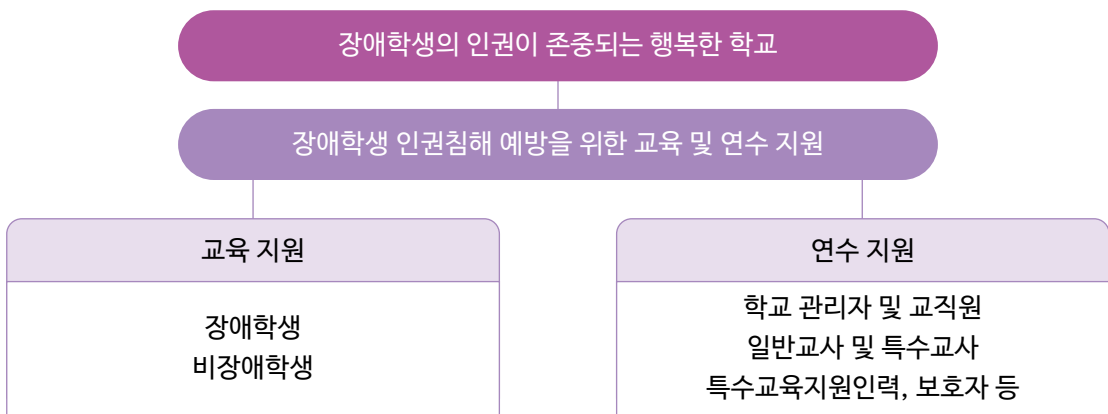 장애학생의 인권이 존중되는 행복한 학교
장애학생 인권침해 예방을 위한 교육 및 연수 지원
교육 지원
장애학생
비장애학생
연수 지원
학교 관리자 및 교직원
일반교사 및 특수교사
특수교육지원인력, 보호자 등